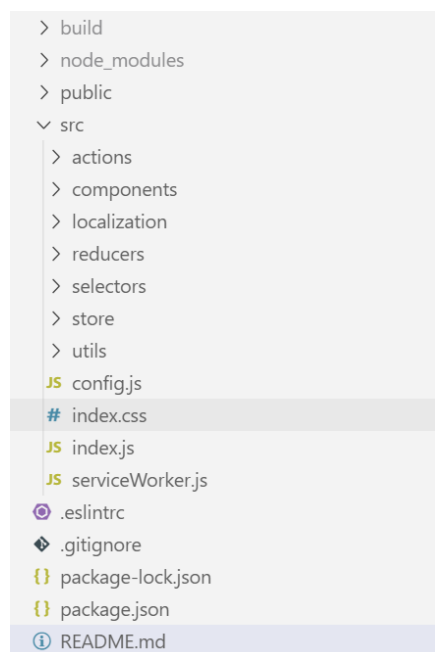 build
node_modules
public
src
actions
components
localization
reducers
selectors
store
utils
JS config.js
# index.css
JS index.js
JS serviceWorker.js
.eslintrc
.gitignore
{} package-lock.json
{} package.json
README.md